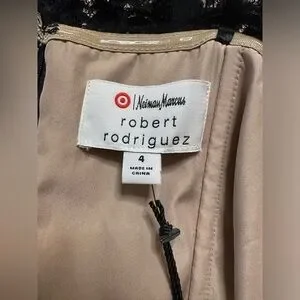 Neiman Marcus
robert
rodriguez
4
MADE IN
CHINA